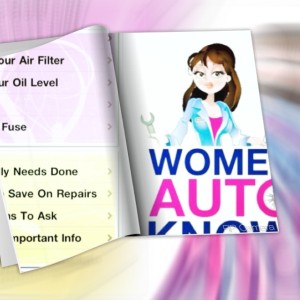 our Air Filter
ur Oil Level
Fuse
ly Needs Done
Save On Repairs
ns To Ask
mportant Info
WOME
AUTO
KNOW